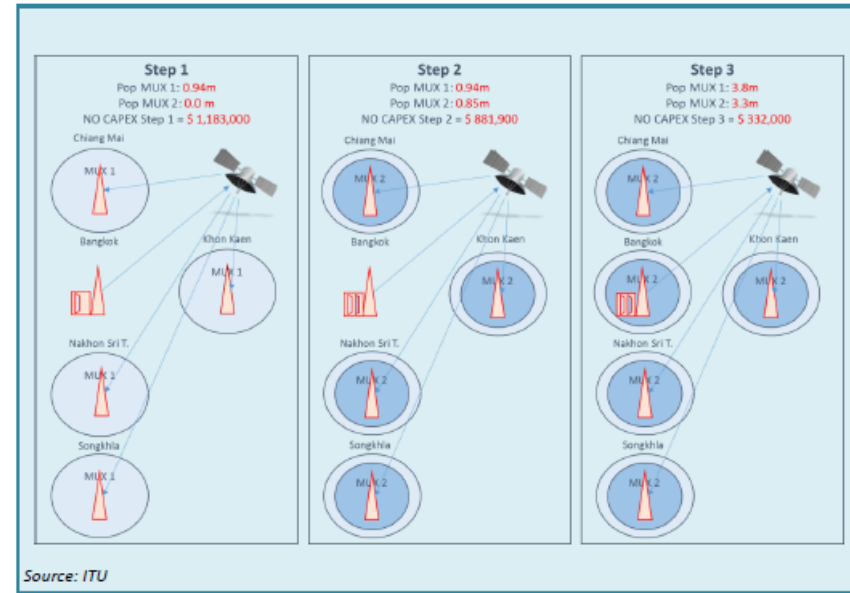 Step 1
Pop MUX 1: 0.94m
Pop MUX 2: 0.0 m
NO CAPEX Step 1 = $ 1,183,000
Chiang Mai
MUX 1
Bangkok
Khon Kaen
MUX 1
Nakhon Sri T.
MUX 1
Songkhla
MUX 1
Step 2
Pop MUX 1: 0.94m
Pop MUX 2: 0.85m
NO CAPEX Step 2 = $ 881,900
Chiang Mai
MUX 2
Bangkok
Khon Kaen
MUX 2
Nakhon Sri T.
MUX 2
Songkhla
MUX 2
Step 3
Pop MUX 1: 3.8m
Pop MUX 2: 3.3m
NO CAPEX Step 3 = $ 332,000
Chiang Mai
MUX 2
Bangkok
Khon Kaen
MUX 2
MUX 2
Nakhon Sri T.
MUX 2
Songkhla
MUX 2
Source: ITU